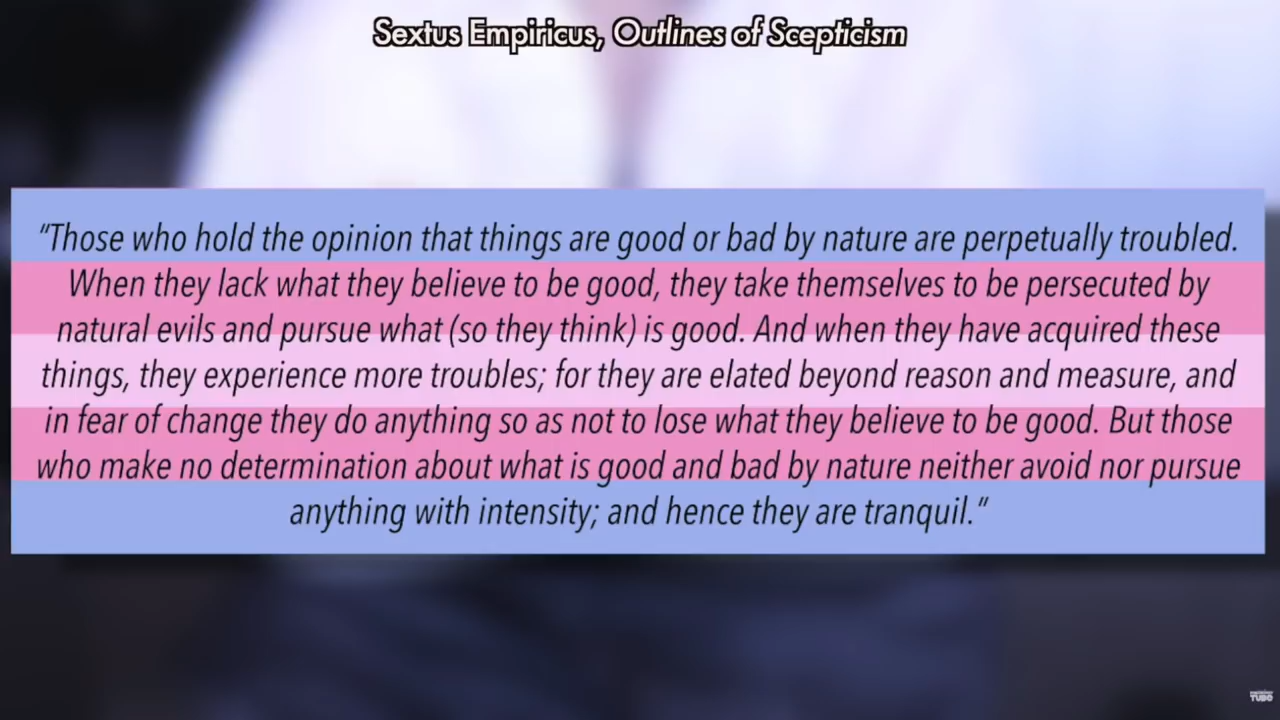 Sextus Empiricus, Outlines of Scepticism
“Those who hold the opinion that things are good or bad by nature are perpetually troubled.
When they lack what they believe to be good, they take themselves to be persecuted by
natural evils and pursue what (so they think) is good. And when they have acquired these
things, they experience more troubles; for they are elated beyond reason and measure, and
in fear of change they do anything so as not to lose what they believe to be good. But those
who make no determination about what is good and bad by nature neither avoid nor pursue
anything with intensity; and hence they are tranquil.”
TUBE